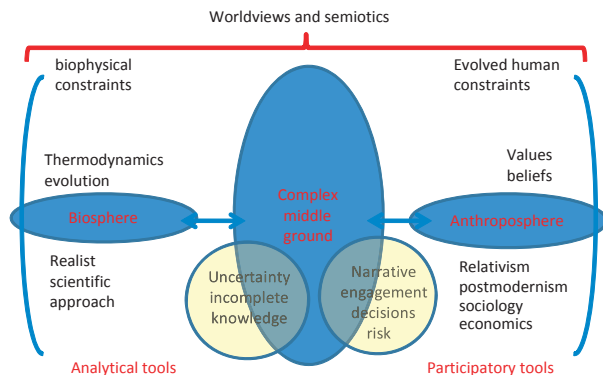 Worldviews and semiotics
biophysical
constraints
Evolved human
constraints
Thermodynamics
evolution
Values
beliefs
Biosphere
Complex
middle
ground
Anthroposphere
Realist
scientific
approach
Uncertainty
incomplete
knowledge
Narrative
engagement
decisions
risk
Relativism
postmodernism
sociology
economics
Analytical tools
Participatory tools